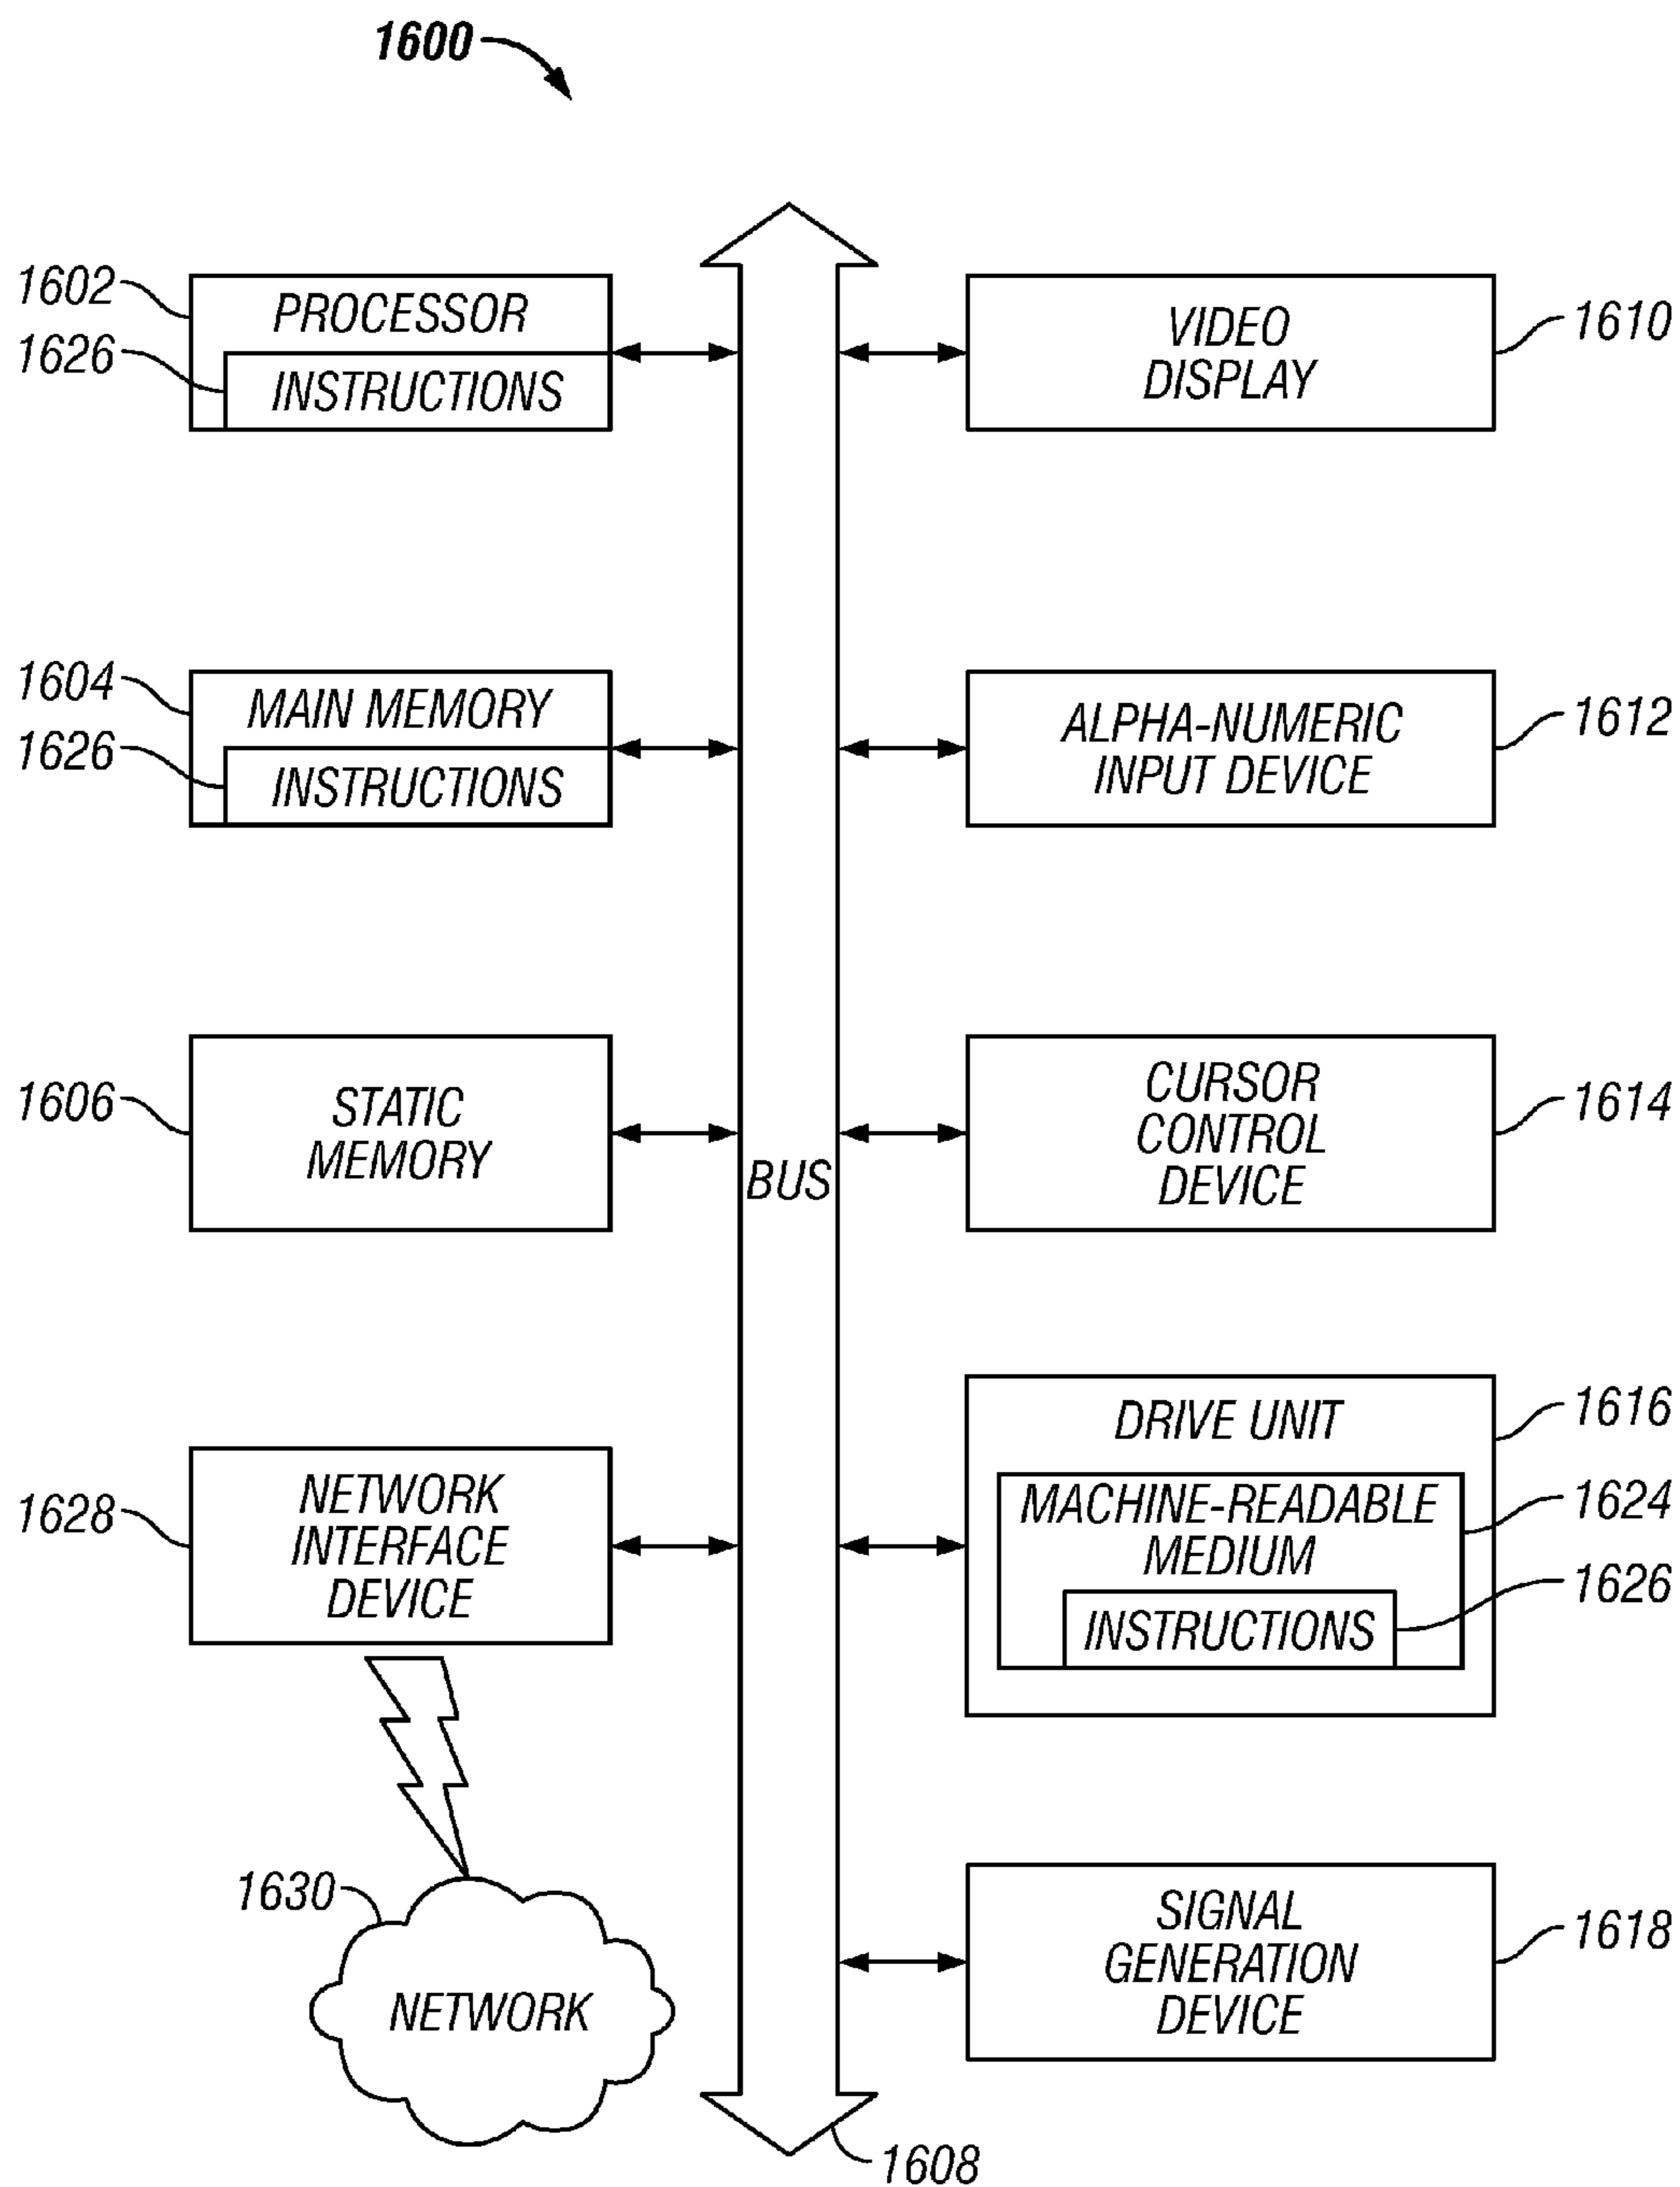 1600
1602
PROCESSOR
1626
INSTRUCTIONS
1604
MAIN MEMORY
1626
INSTRUCTIONS
1606
STATIC
MEMORY
1628
NETWORK
INTERFACE
DEVICE
1630
NETWORK
BUS
1608
VIDEO
DISPLAY
1610
ALPHA-NUMERIC
INPUT DEVICE
1612
CURSOR
CONTROL
DEVICE
1614
DRIVE UNIT
1616
MACHINE-READABLE
MEDIUM
1624
INSTRUCTIONS
1626
SIGNAL
GENERATION
DEVICE
1618